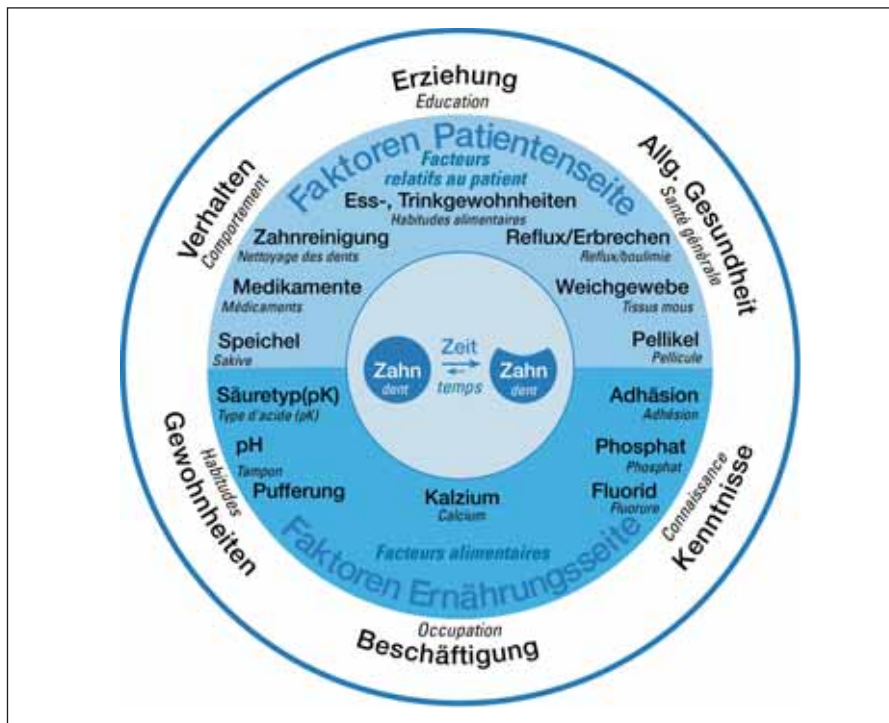 Erziehung
Education
Allg. Gesundheit
Santé générale
Verhalten
Comportement
Faktoren Patientenseite
Facteurs
relatifs au patient
Ess-, Trinkgewohnheiten
Habitudes alimentaires
Zahnreinigung
Nettoyage des dents
Reflux/Erbrechen
Reflux/boulimie
Medikamente
Médicaments
Weichgewebe
Tissus mous
Speichel
Sakive
Pellikel
Pellicule
Zahn
dent
Zeit
temps
Zahn
dent
Säuretyp(pK)
Type d'acide (pK)
Adhäsion
Adhésion
pH
Tampon
Pufferung
Phosphat
Phosphat
Kalzium
Calcium
Fluorid
Fluorure
Facteurs alimentaires
Faktoren Ernährungsseite
Gewohnheiten
Habitudes
Connaissance
Kenntnisse
Occupation
Beschäftigung